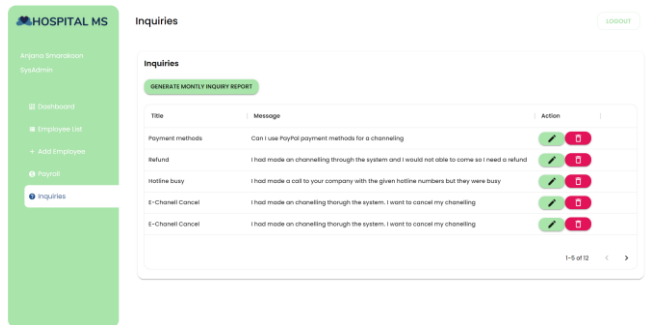 HOSPITAL MS
Inquiries
LOGOUT
Anjana Smarakoon
SysAdmin
Dashboard
Employee List
+ Add Employee
Payroll
Inquiries
Inquiries
GENERATE MONTLY INQUIRY REPORT
Title Message Action
Payment methods Can I use PayPal payment methods for a channeling
Refund I had made an channelling through the system and I would not able to come so I need a refund
Hotline busy I had made a call to your company with the given hotline numbers but they were busy
E-Chanell Cancel I had made an chanelling thorugh the system. I want to cancel my chanelling
E-Chanell Cancel I had made an chanelling thorugh the system. I want to cancel my chanelling
1-5 of 12